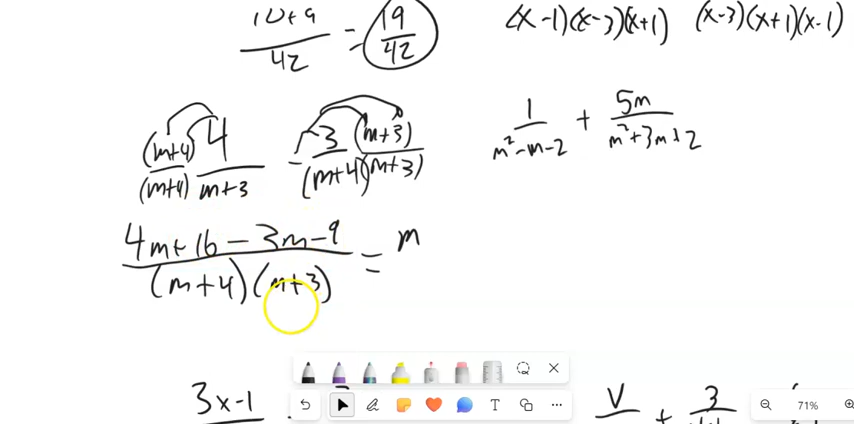 10+9 / 42 = 19 / 42
(x-1)(x-3)(x+1) (x-3)(x+1)(x-1)
(m+4) 4 / (m+4) m+3 - 3 (m+3) / (m+4)(m+3)
1 / m²-m-2 + 5m / m²+3m+2
4m+16-3m-9 / (m+4)(m+3) = m
3x-1
V + 3
T
71%